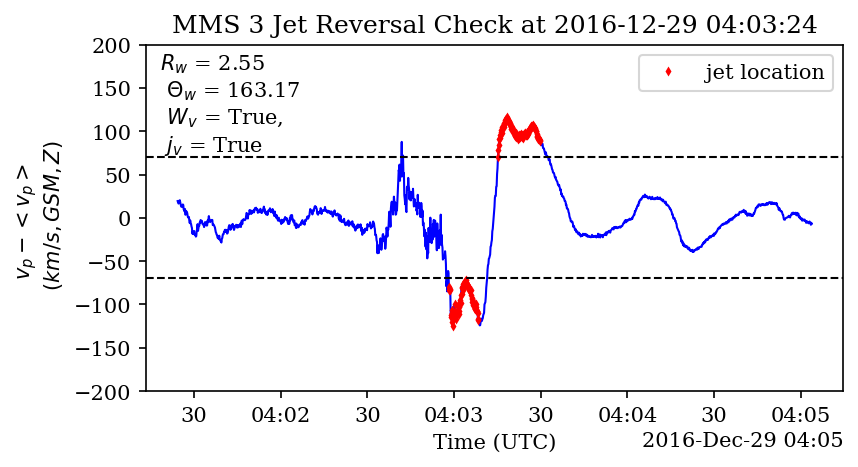 MMS 3 Jet Reversal Check at 2016-12-29 04:03:24
200
150
100
50
0
−50
−100
−150
−200
v_p − < v_p >
(km/s, GSM, Z)
R_w = 2.55
Θ_w = 163.17
W_v = True,
j_v = True
jet location
30 04:02 30 04:03 30 04:04 30 04:05
Time (UTC)
2016-Dec-29 04:05